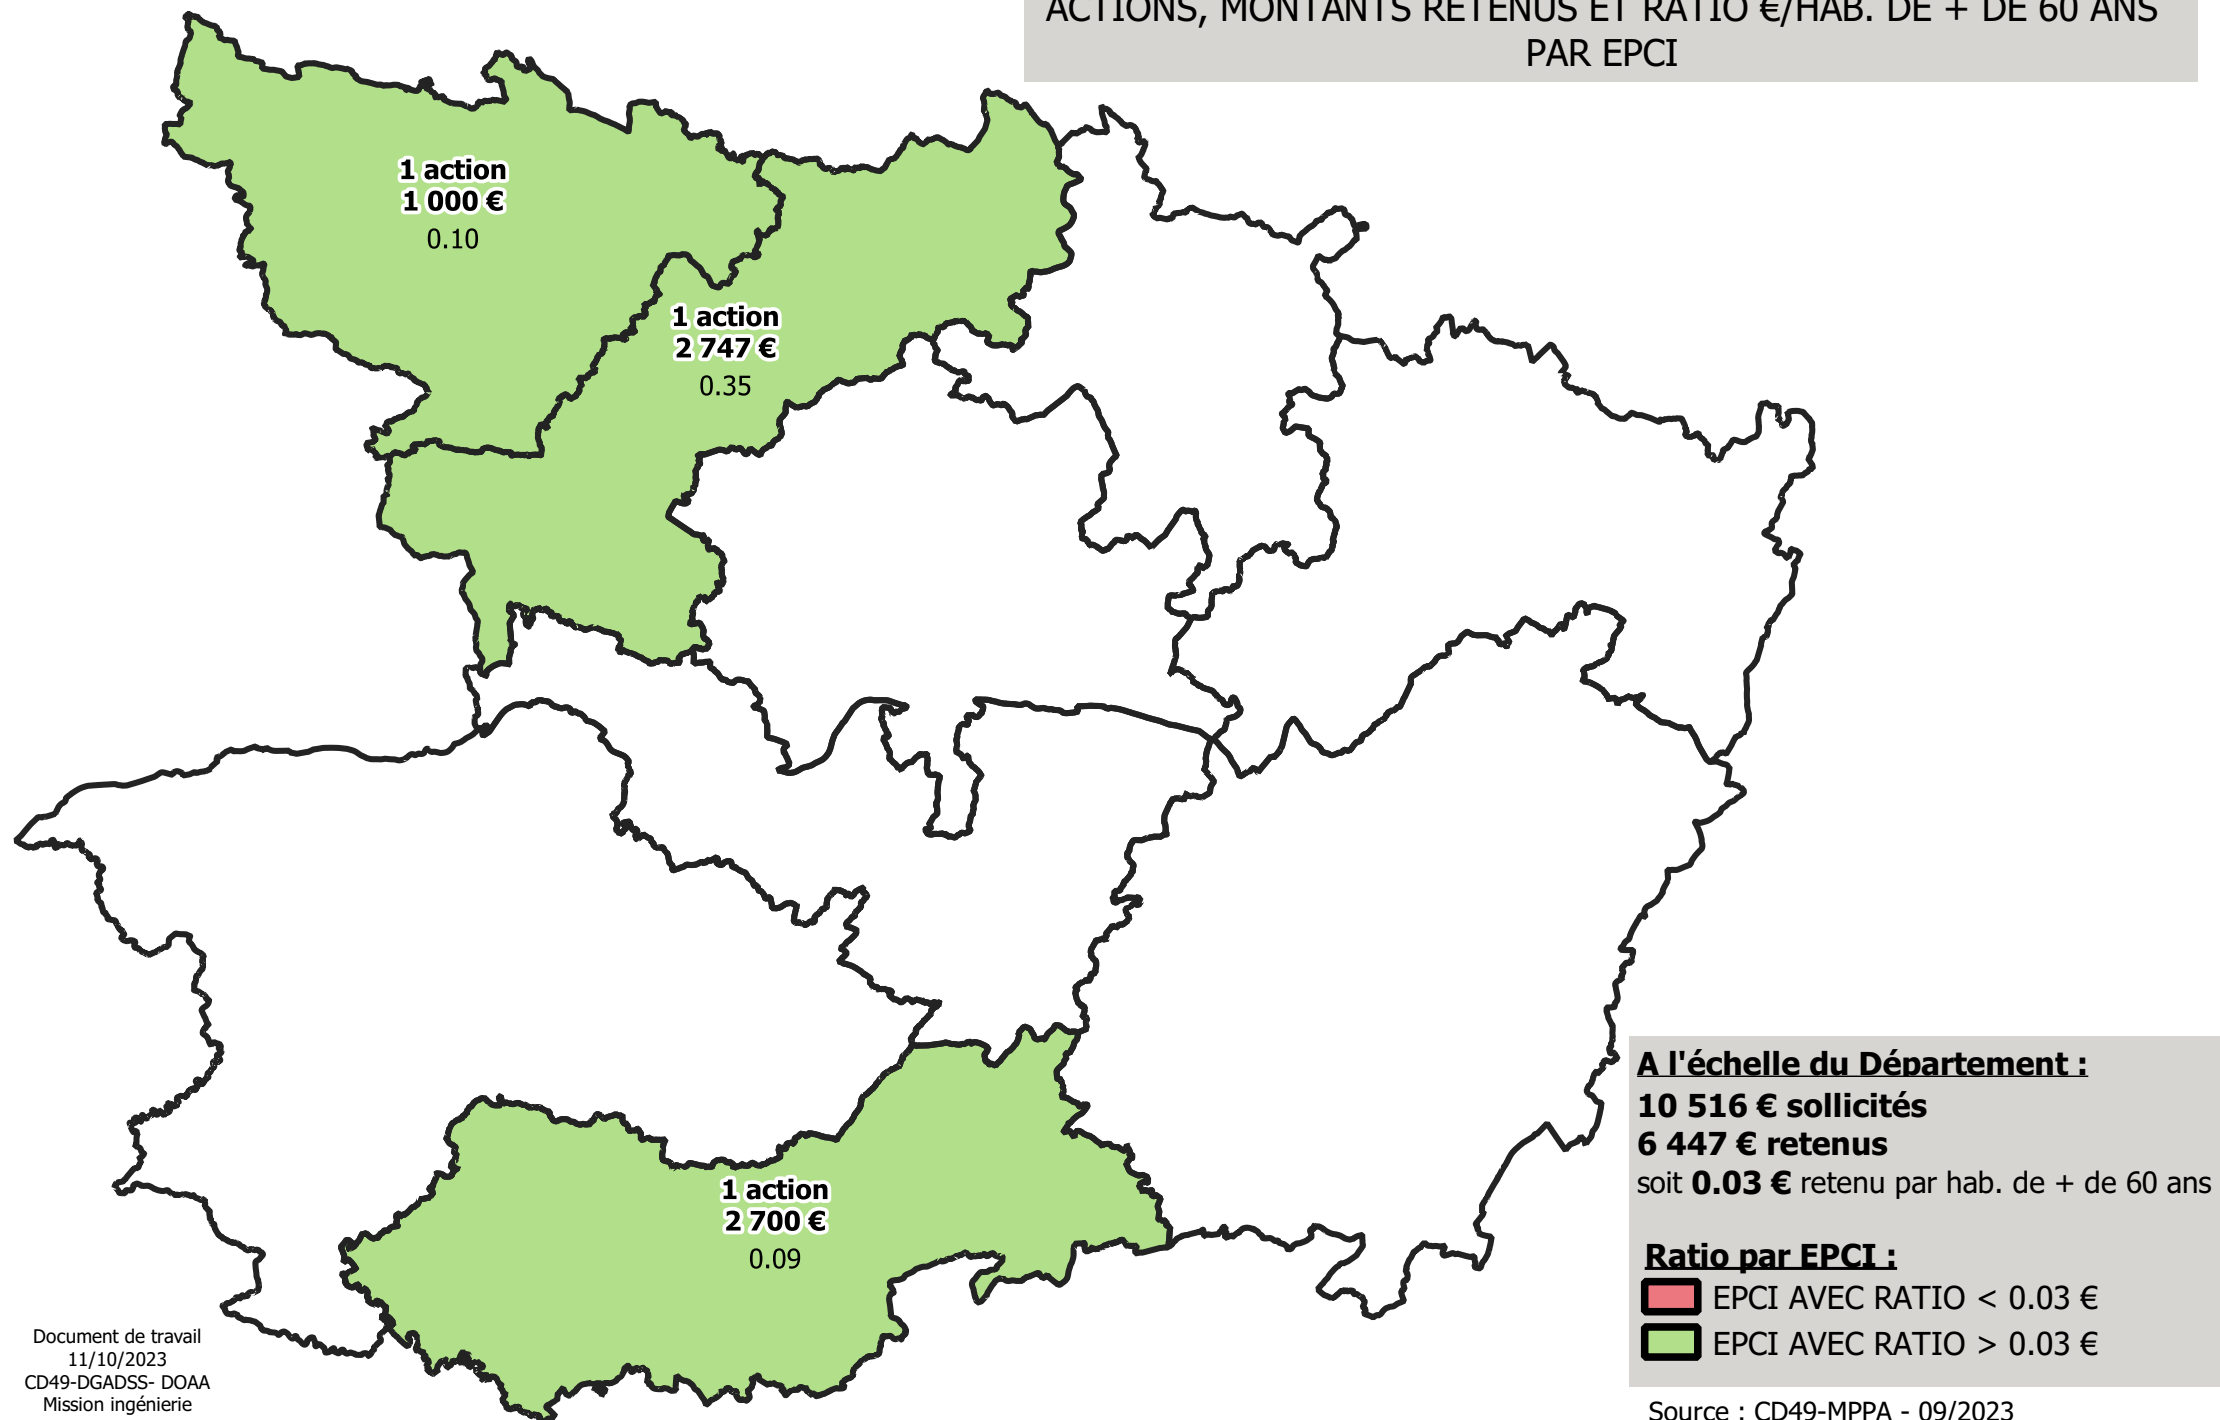 ACTIONS, MONTANTS RETENUS ET RATIO €/HAB. DE + DE 60 ANS
PAR EPCI
1 action
1 000 €
0.10
1 action
2 747 €
0.35
1 action
2 700 €
0.09
A l'échelle du Département :
10 516 € sollicités
6 447 € retenus
soit 0.03 € retenu par hab. de + de 60 ans
Ratio par EPCI :
EPCI AVEC RATIO < 0.03 €
EPCI AVEC RATIO > 0.03 €
Document de travail
11/10/2023
CD49-DGADSS- DOAA
Mission ingénierie
Source : CD49-MPPA - 09/2023